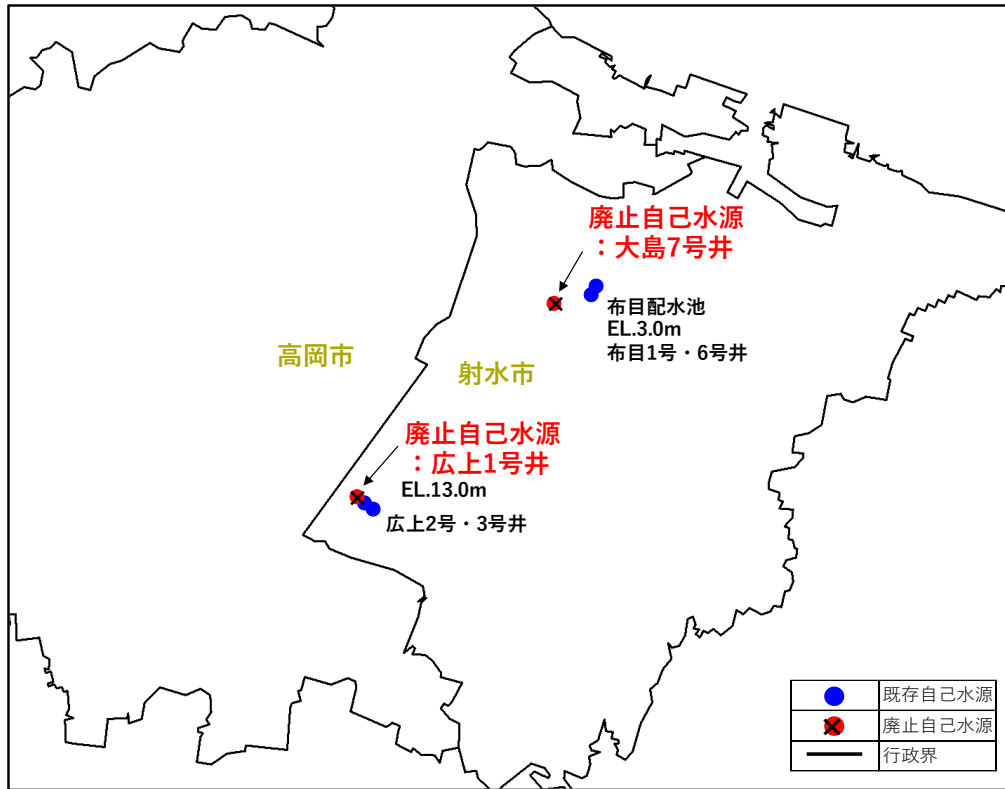 廃止自己水源
：大島7号井
布目配水池
EL.3.0m
布目1号・6号井
高岡市
射水市
廃止自己水源
：広上1号井
EL.13.0m
広上2号・3号井
既存自己水源
廃止自己水源
行政界